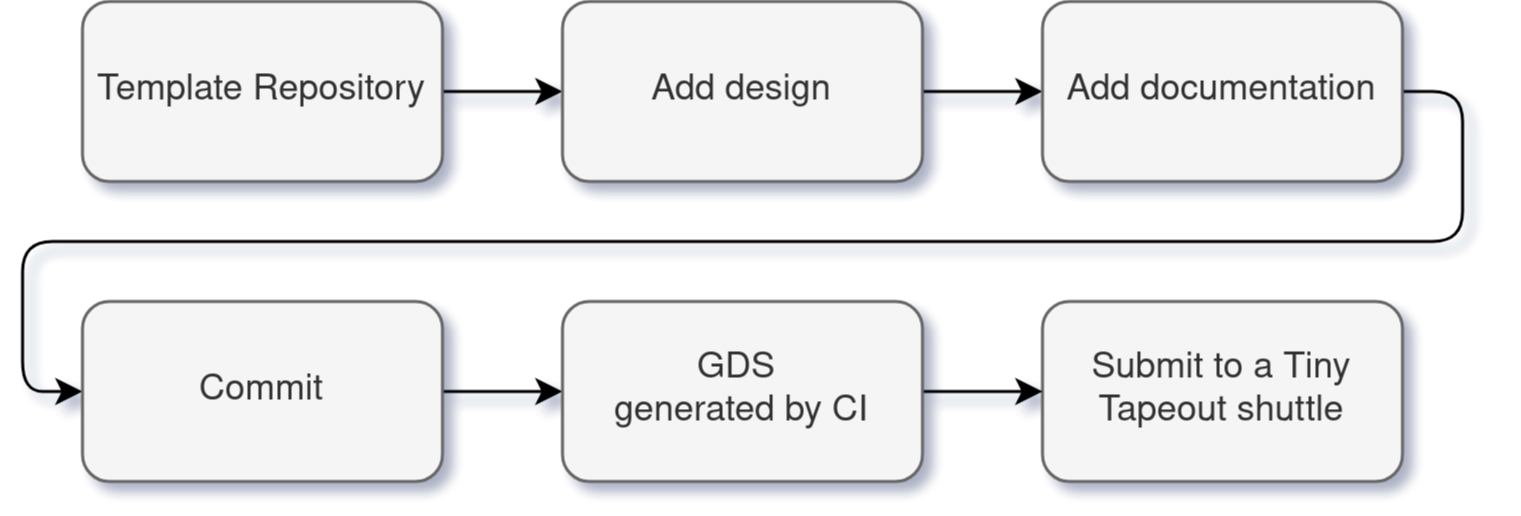 Template Repository
Add design
Add documentation
Commit
GDS
generated by CI
Submit to a Tiny
Tapeout shuttle